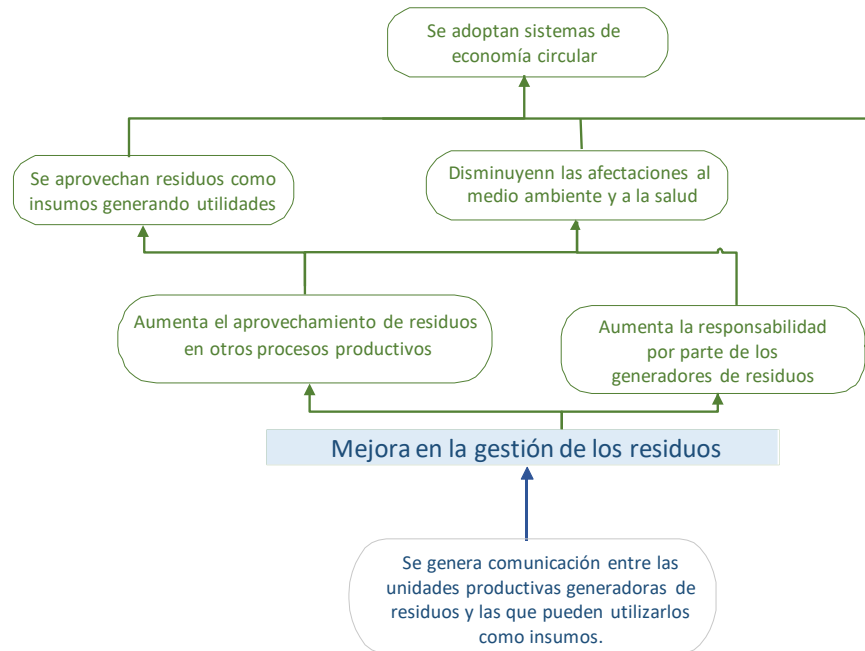 Se adoptan sistemas de
economía circular
Se aprovechan residuos como
insumos generando utilidades
Disminuyenn las afectaciones al
medio ambiente y a la salud
Aumenta el aprovechamiento de residuos
en otros procesos productivos
Aumenta la responsabilidad
por parte de los
generadores de residuos
Mejora en la gestión de los residuos
Se genera comunicación entre las
unidades productivas generadoras de
residuos y las que pueden utilizarlos
como insumos.